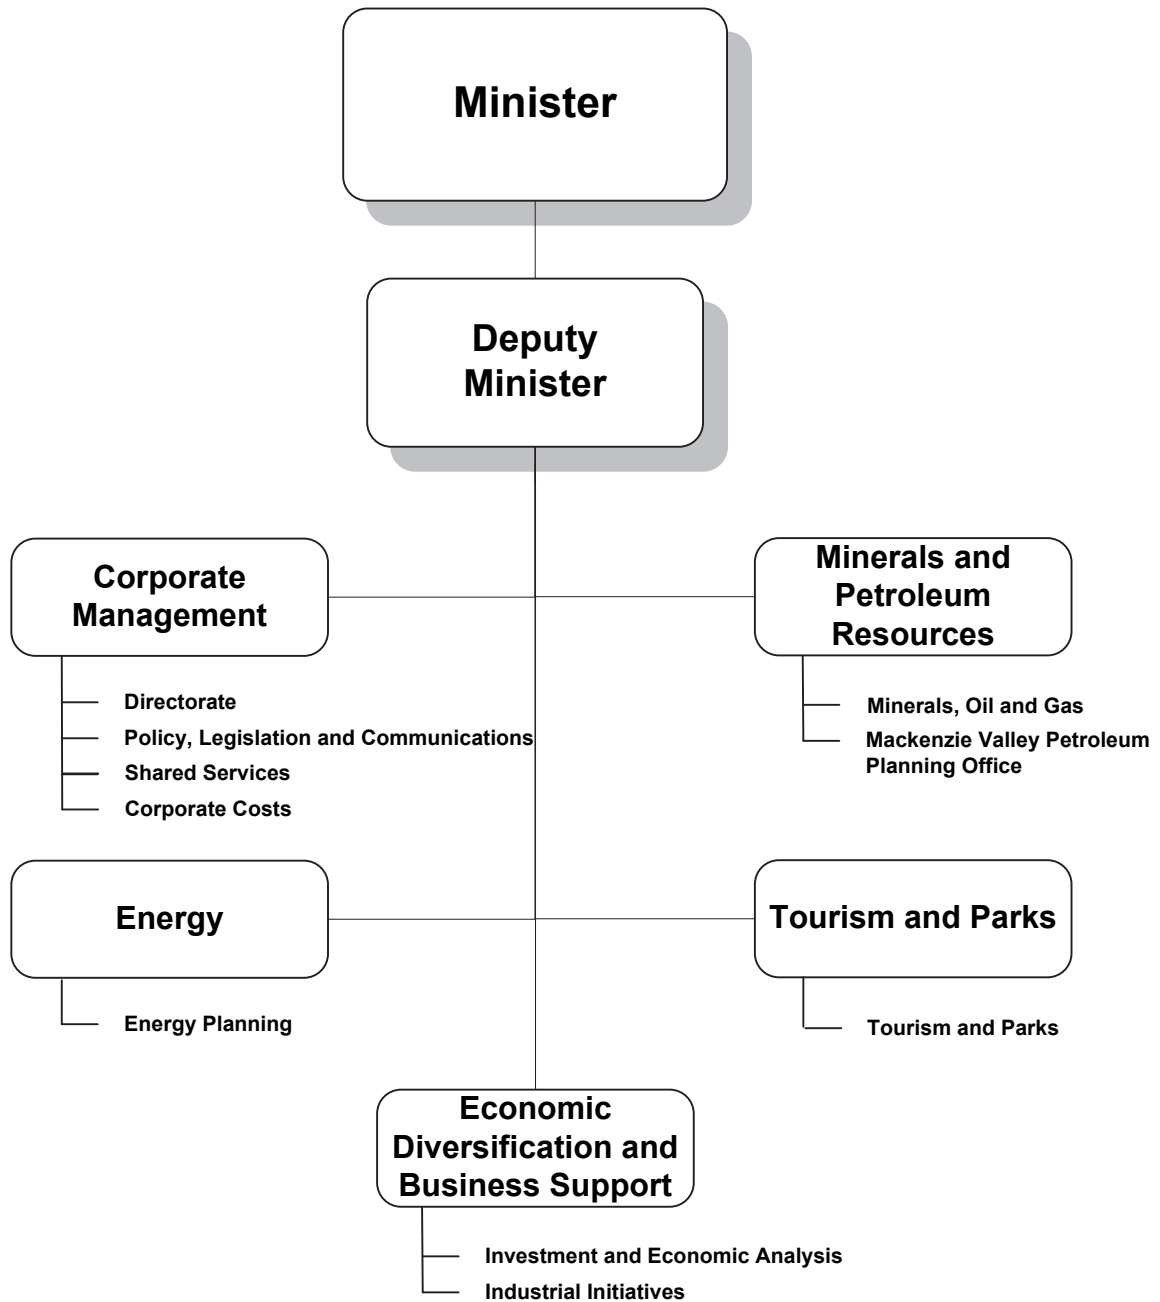 Minister
Deputy
Minister
Corporate
Management
Directorate
Policy, Legislation and Communications
Shared Services
Corporate Costs
Minerals and
Petroleum
Resources
Minerals, Oil and Gas
Mackenzie Valley Petroleum
Planning Office
Energy
Energy Planning
Tourism and Parks
Tourism and Parks
Economic
Diversification and
Business Support
Investment and Economic Analysis
Industrial Initiatives